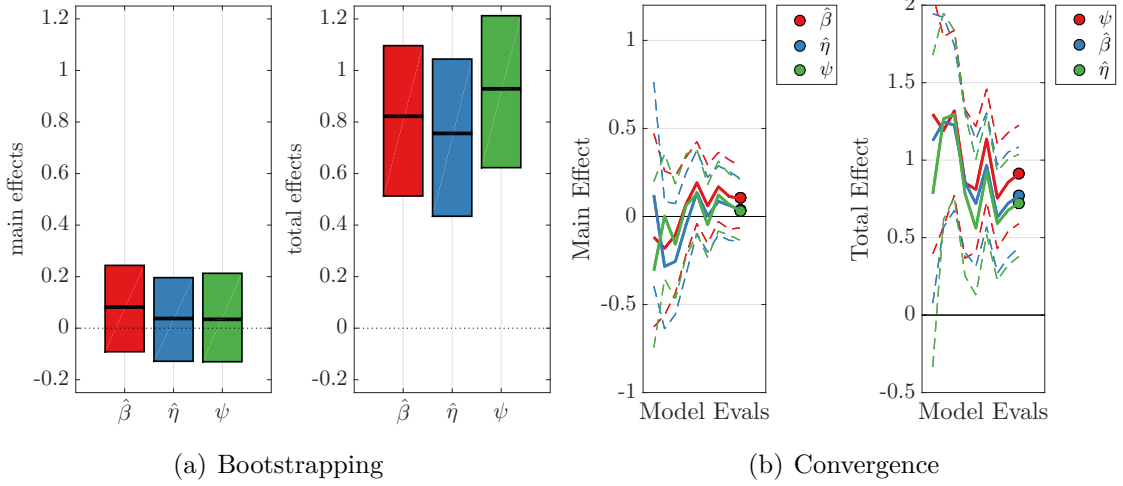 main effects
1.2
1
0.8
0.6
0.4
0.2
0
-0.2
β̂ η̂ ψ
total effects
1.2
1
0.8
0.6
0.4
0.2
0
-0.2
β̂ η̂ ψ
(a) Bootstrapping
Main Effect
1
0.5
0
-0.5
-1
Model Evals
β̂
η̂
ψ
Total Effect
2
1.5
1
0.5
0
-0.5
Model Evals
ψ
β̂
η̂
(b) Convergence